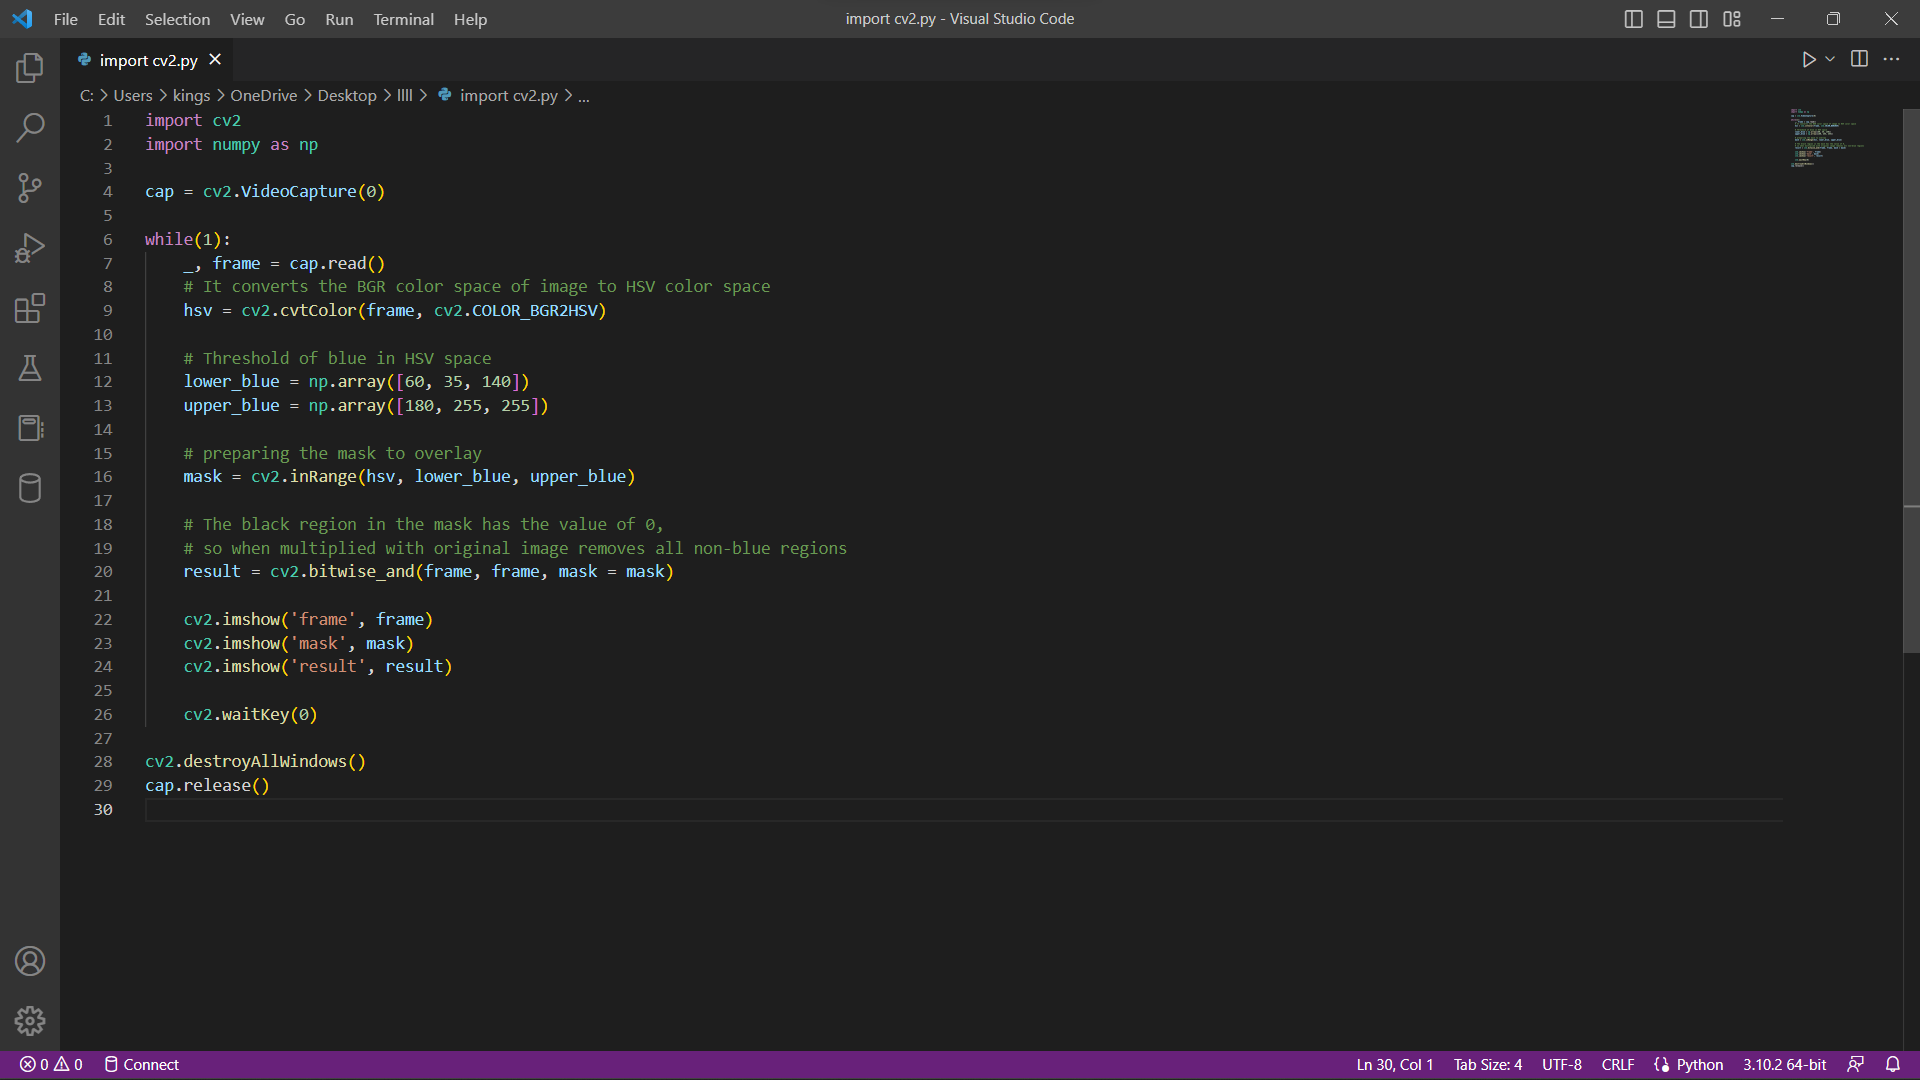 File Edit Selection View Go Run Terminal Help
import cv2.py - Visual Studio Code
import cv2.py
C: > Users > kings > OneDrive > Desktop > llll > import cv2.py > ...
1 import cv2
2 import numpy as np
3
4 cap = cv2.VideoCapture(0)
5
6 while(1):
7 _, frame = cap.read()
8 # It converts the BGR color space of image to HSV color space
9 hsv = cv2.cvtColor(frame, cv2.COLOR_BGR2HSV)
10
11 # Threshold of blue in HSV space
12 lower_blue = np.array([60, 35, 140])
13 upper_blue = np.array([180, 255, 255])
14
15 # preparing the mask to overlay
16 mask = cv2.inRange(hsv, lower_blue, upper_blue)
17
18 # The black region in the mask has the value of 0,
19 # so when multiplied with original image removes all non-blue regions
20 result = cv2.bitwise_and(frame, frame, mask = mask)
21
22 cv2.imshow('frame', frame)
23 cv2.imshow('mask', mask)
24 cv2.imshow('result', result)
25
26 cv2.waitKey(0)
27
28 cv2.destroyAllWindows()
29 cap.release()
30
0 0 Connect
Ln 30, Col 1 Tab Size: 4 UTF-8 CRLF Python 3.10.2 64-bit